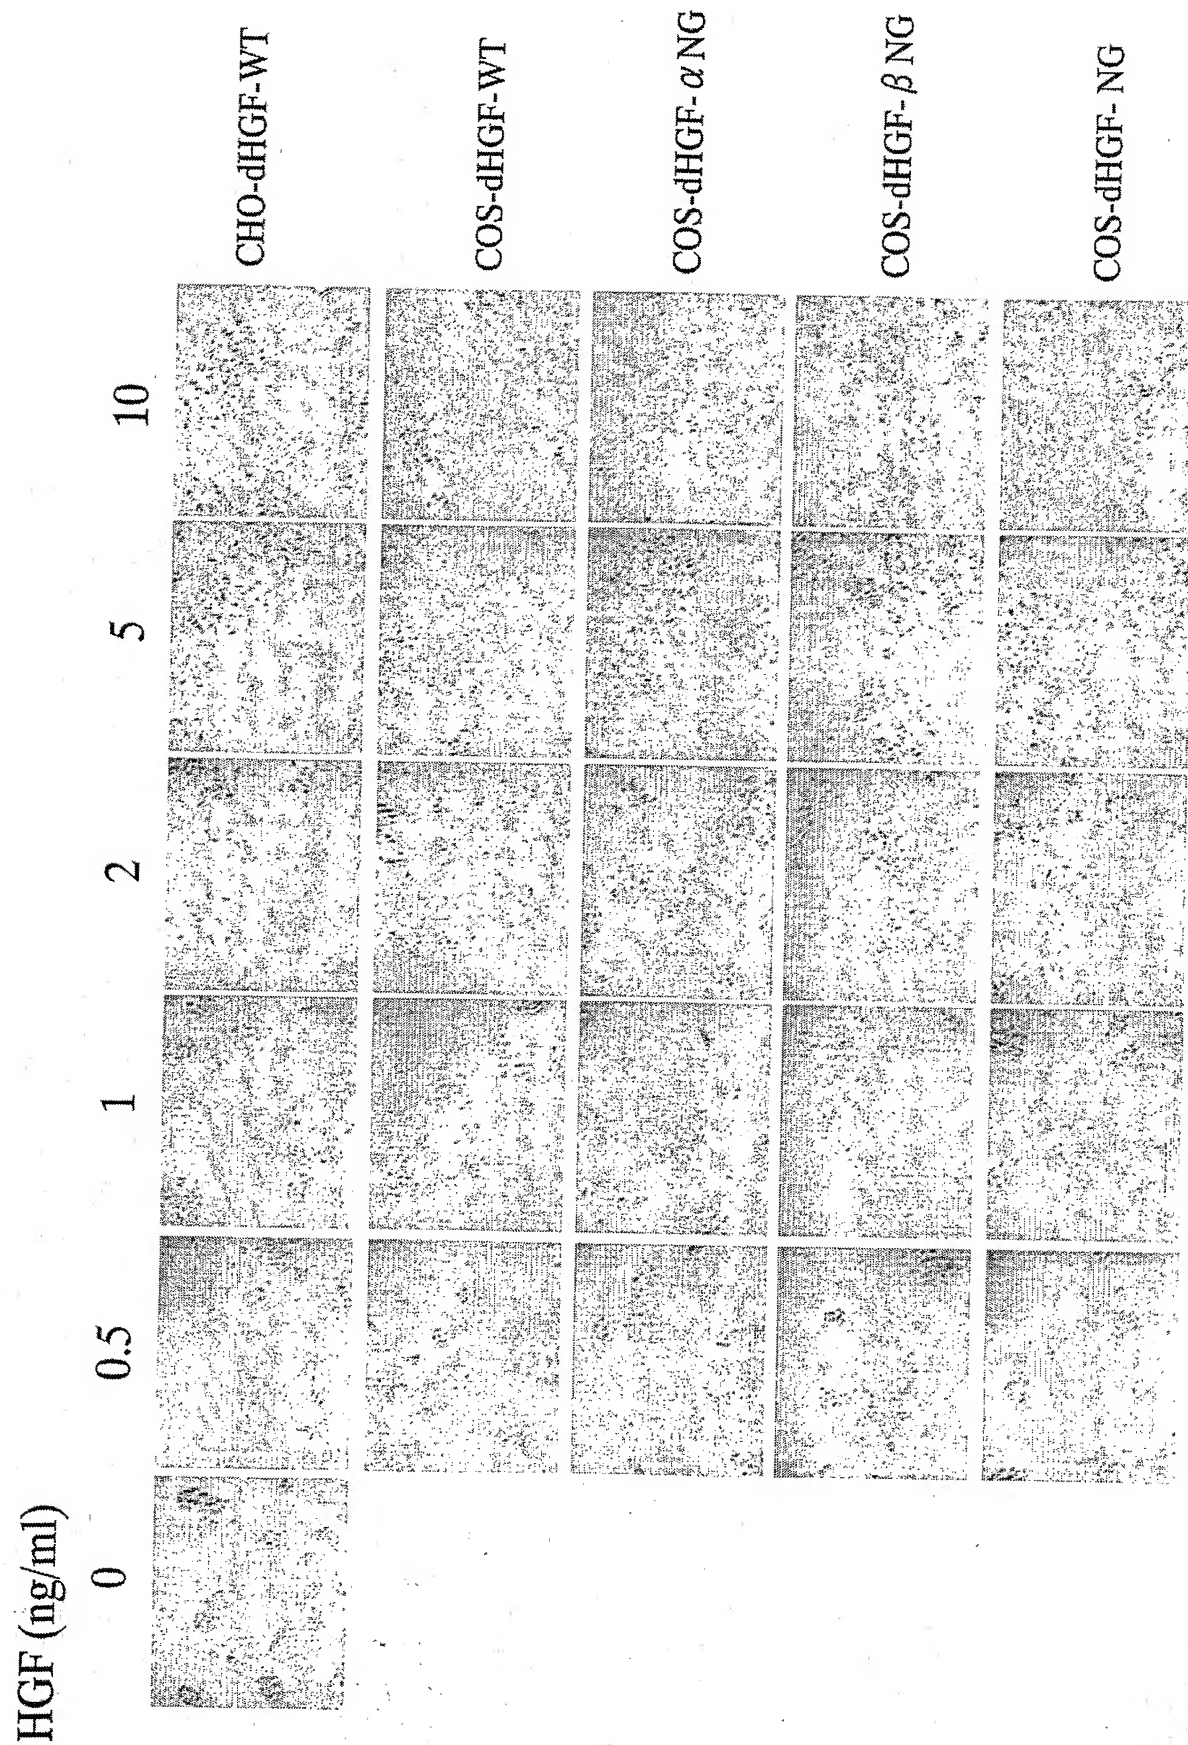 HGF (ng/ml)
0 0.5 1 2 5 10
CHO-dHGF-WT
COS-dHGF-WT
COS-dHGF-αNG
COS-dHGF-βNG
COS-dHGF-NG